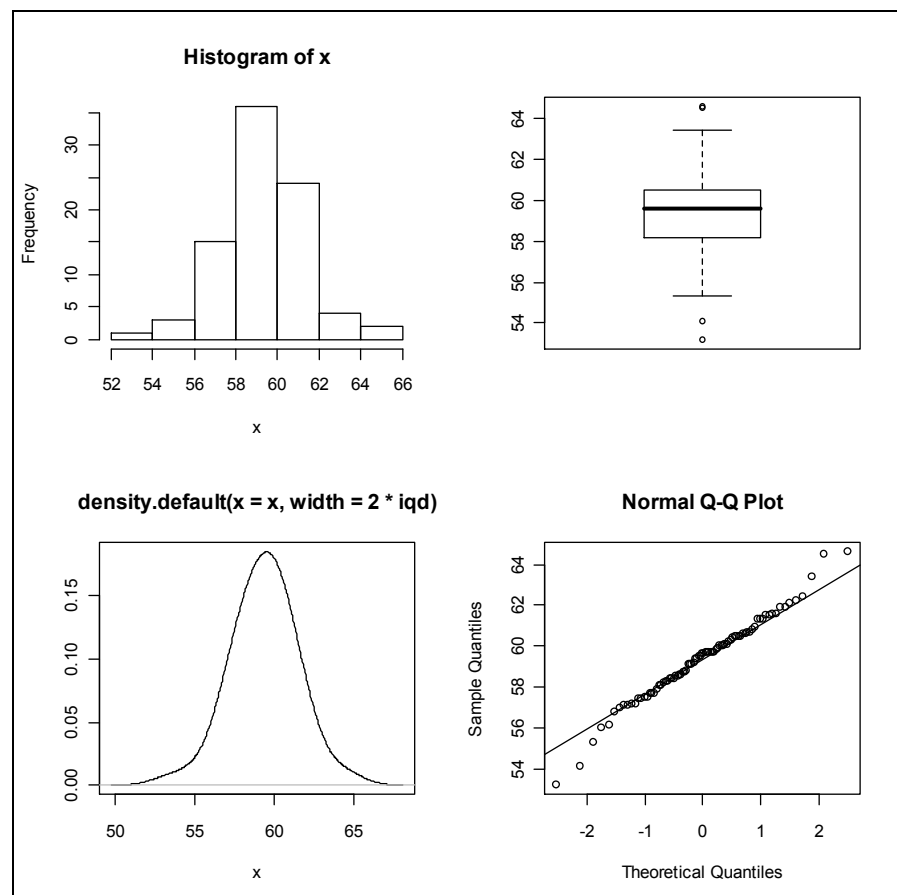 Histogram of x
Frequency
0 5 10 20 30
52 54 56 58 60 62 64 66
x
54 56 58 60 62 64
density.default(x = x, width = 2 * iqd)
0.00 0.05 0.10 0.15
50 55 60 65
x
Normal Q-Q Plot
Sample Quantiles
54 56 58 60 62 64
-2 -1 0 1 2
Theoretical Quantiles